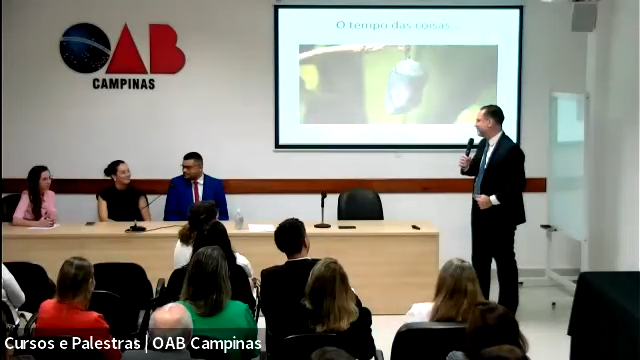 OAB
CAMPINAS
O tempo das coisas...
Cursos e Palestras | OAB Campinas